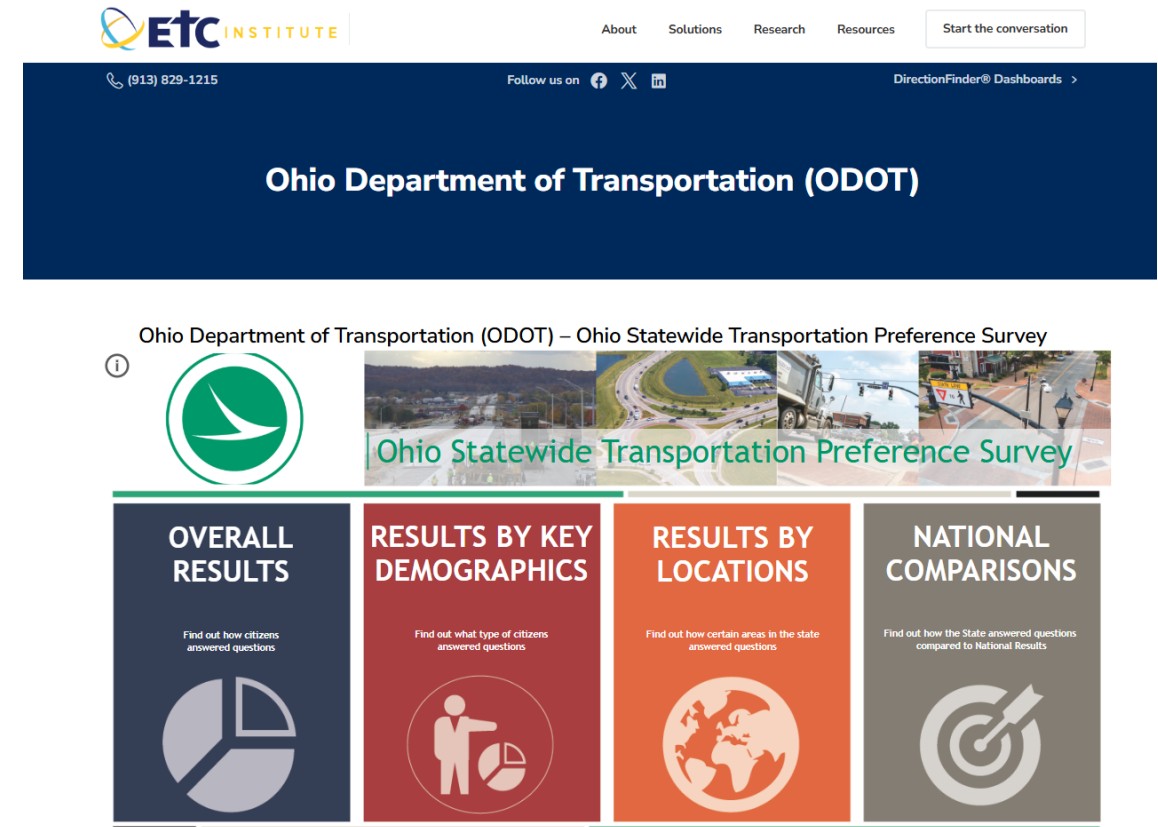 ETC INSTITUTE
About Solutions Research Resources Start the conversation
(913) 829-1215 Follow us on DirectionFinder® Dashboards >
Ohio Department of Transportation (ODOT)
Ohio Department of Transportation (ODOT) – Ohio Statewide Transportation Preference Survey
Ohio Statewide Transportation Preference Survey
OVERALL
RESULTS
Find out how citizens
answered questions
RESULTS BY KEY
DEMOGRAPHICS
Find out what type of citizens
answered questions
RESULTS BY
LOCATIONS
Find out how certain areas in the state
answered questions
NATIONAL
COMPARISONS
Find out how the State answered questions
compared to National Results